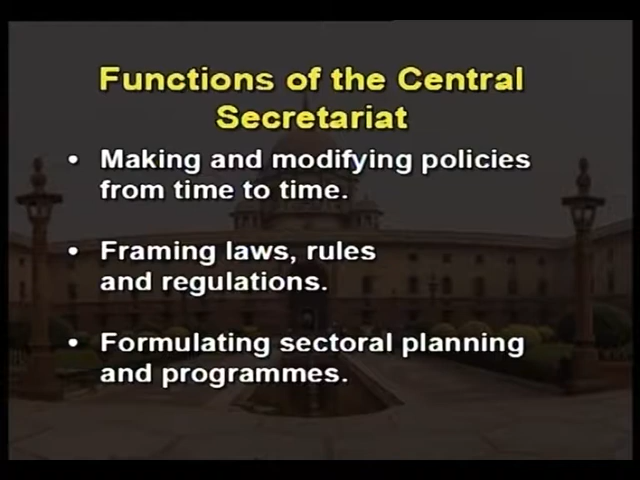 Functions of the Central
Secretariat
• Making and modifying policies
from time to time.
• Framing laws, rules
and regulations.
• Formulating sectoral planning
and programmes.